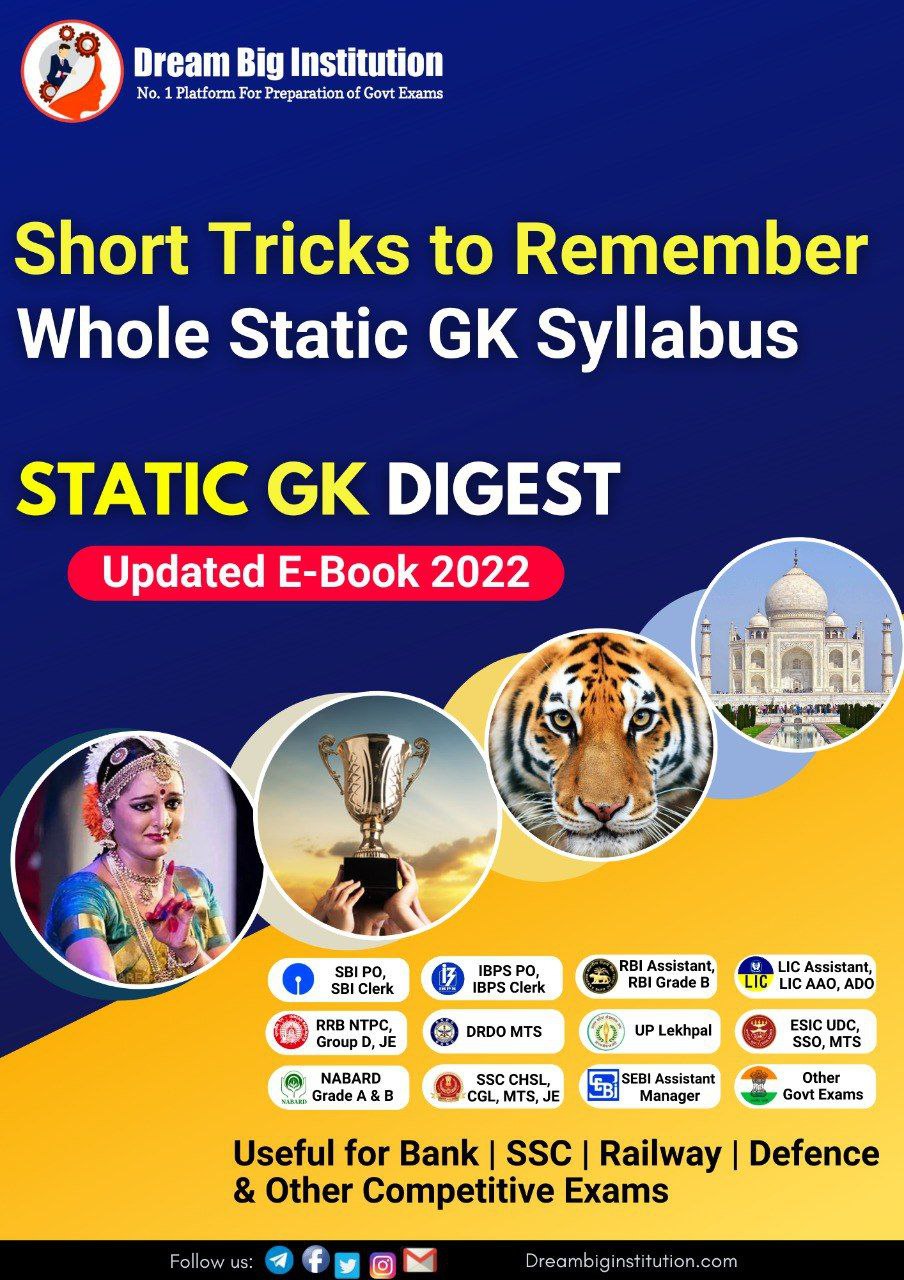 Dream Big Institution
No. 1 Platform For Preparation of Govt Exams
Short Tricks to Remember
Whole Static GK Syllabus
STATIC GK DIGEST
Updated E-Book 2022
SBI PO,
SBI Clerk
IBPS PO,
IBPS Clerk
RBI Assistant,
RBI Grade B
LIC
LIC Assistant,
LIC AAO, ADO
RRB NTPC,
Group D, JE
DRDO MTS
UP Lekhpal
ESIC UDC,
SSO, MTS
NABARD
NABARD
Grade A & B
SSC CHSL,
CGL, MTS, JE
SEBI Assistant
Manager
Other
Govt Exams
Useful for Bank | SSC | Railway | Defence
& Other Competitive Exams
Follow us:
Dreambiginstitution.com